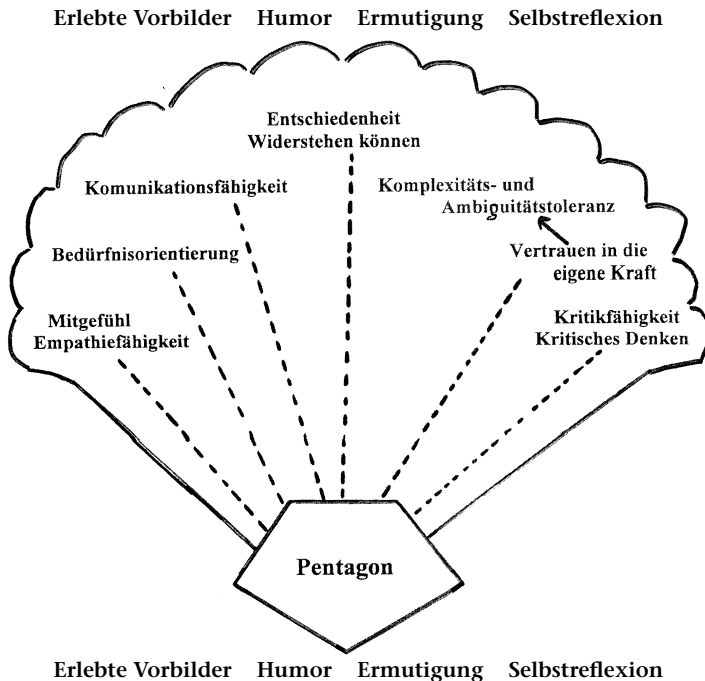 Erlebte Vorbilder Humor Ermutigung Selbstreflexion
Entschiedenheit
Widerstehen können
Komunikationsfähigkeit
Komplexitäts- und
Ambiguitätstoleranz
Bedürfnisorientierung
Vertrauen in die
eigene Kraft
Mitgefühl
Empathiefähigkeit
Kritikfähigkeit
Kritisches Denken
Pentagon
Erlebte Vorbilder Humor Ermutigung Selbstreflexion